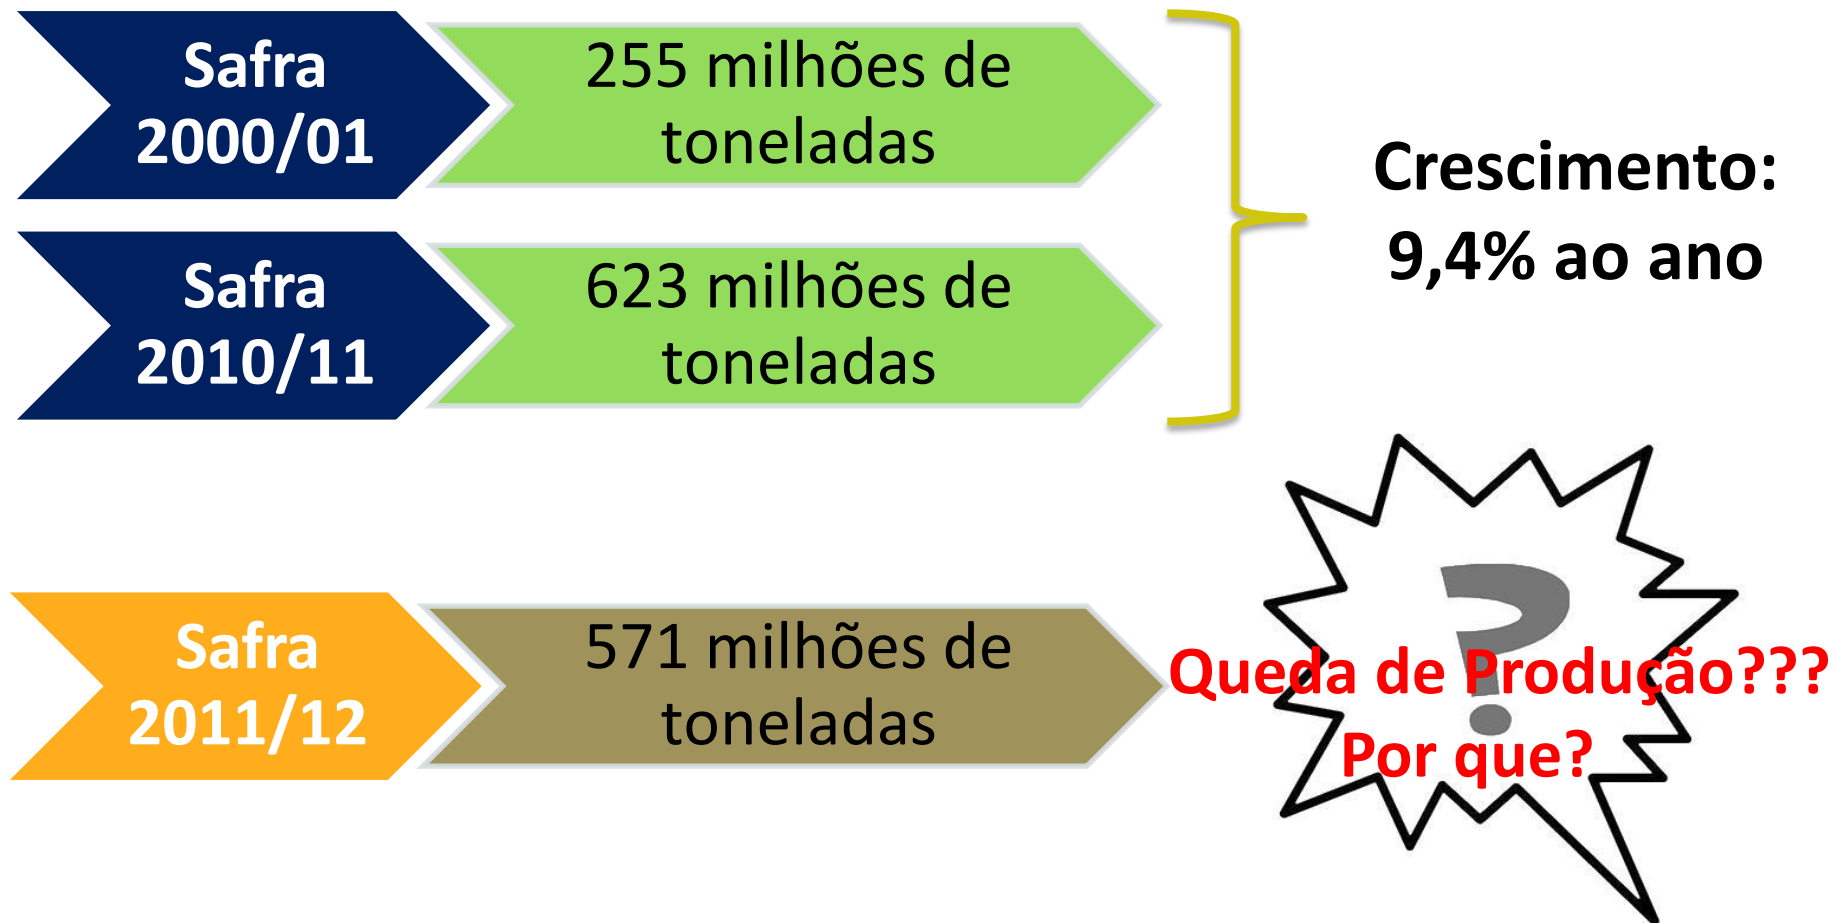 Safra
2000/01
255 milhões de
toneladas
Safra
2010/11
623 milhões de
toneladas
Crescimento:
9,4% ao ano
Safra
2011/12
571 milhões de
toneladas
?
Queda de Produção???
Por que?